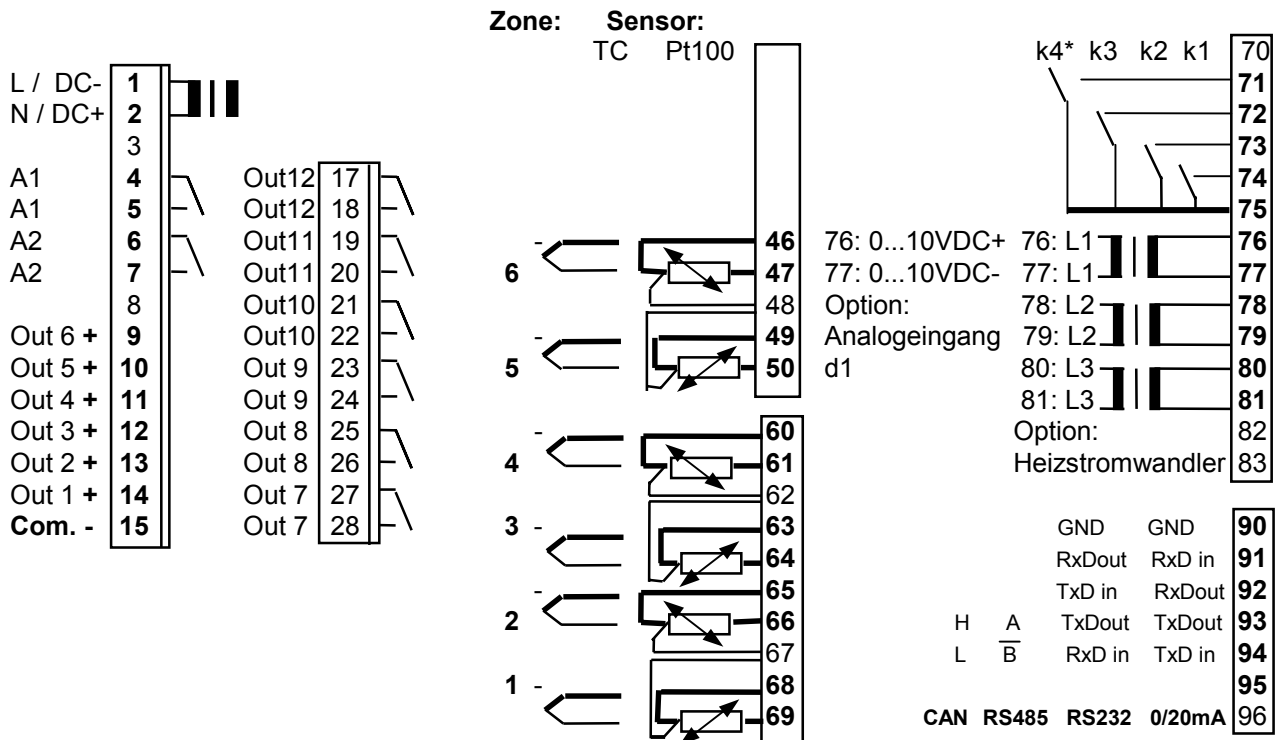 Zone: Sensor:
TC Pt100
L / DC- 1
N / DC+ 2
3
A1 4
A1 5
A2 6
A2 7
8
Out 6 + 9
Out 5 + 10
Out 4 + 11
Out 3 + 12
Out 2 + 13
Out 1 + 14
Com. - 15
Out12 17
Out12 18
Out11 19
Out11 20
Out10 21
Out10 22
Out 9 23
Out 9 24
Out 8 25
Out 8 26
Out 7 27
Out 7 28
- 46
6 47
48
- 49
5 50
- 60
4 61
62
3 - 63
64
- 65
2 66
67
1 - 68
69
k4* k3 k2 k1 70
71
72
73
74
75
76: 0...10VDC+ 76: L1 76
77: 0...10VDC- 77: L1 77
Option: 78: L2 78
Analogeingang 79: L2 79
d1 80: L3 80
81: L3 81
Option: 82
Heizstromwandler 83
GND GND 90
RxDout RxD in 91
TxD in RxDout 92
H A TxDout TxDout 93
L B̅ RxD in TxD in 94
95
CAN RS485 RS232 0/20mA 96